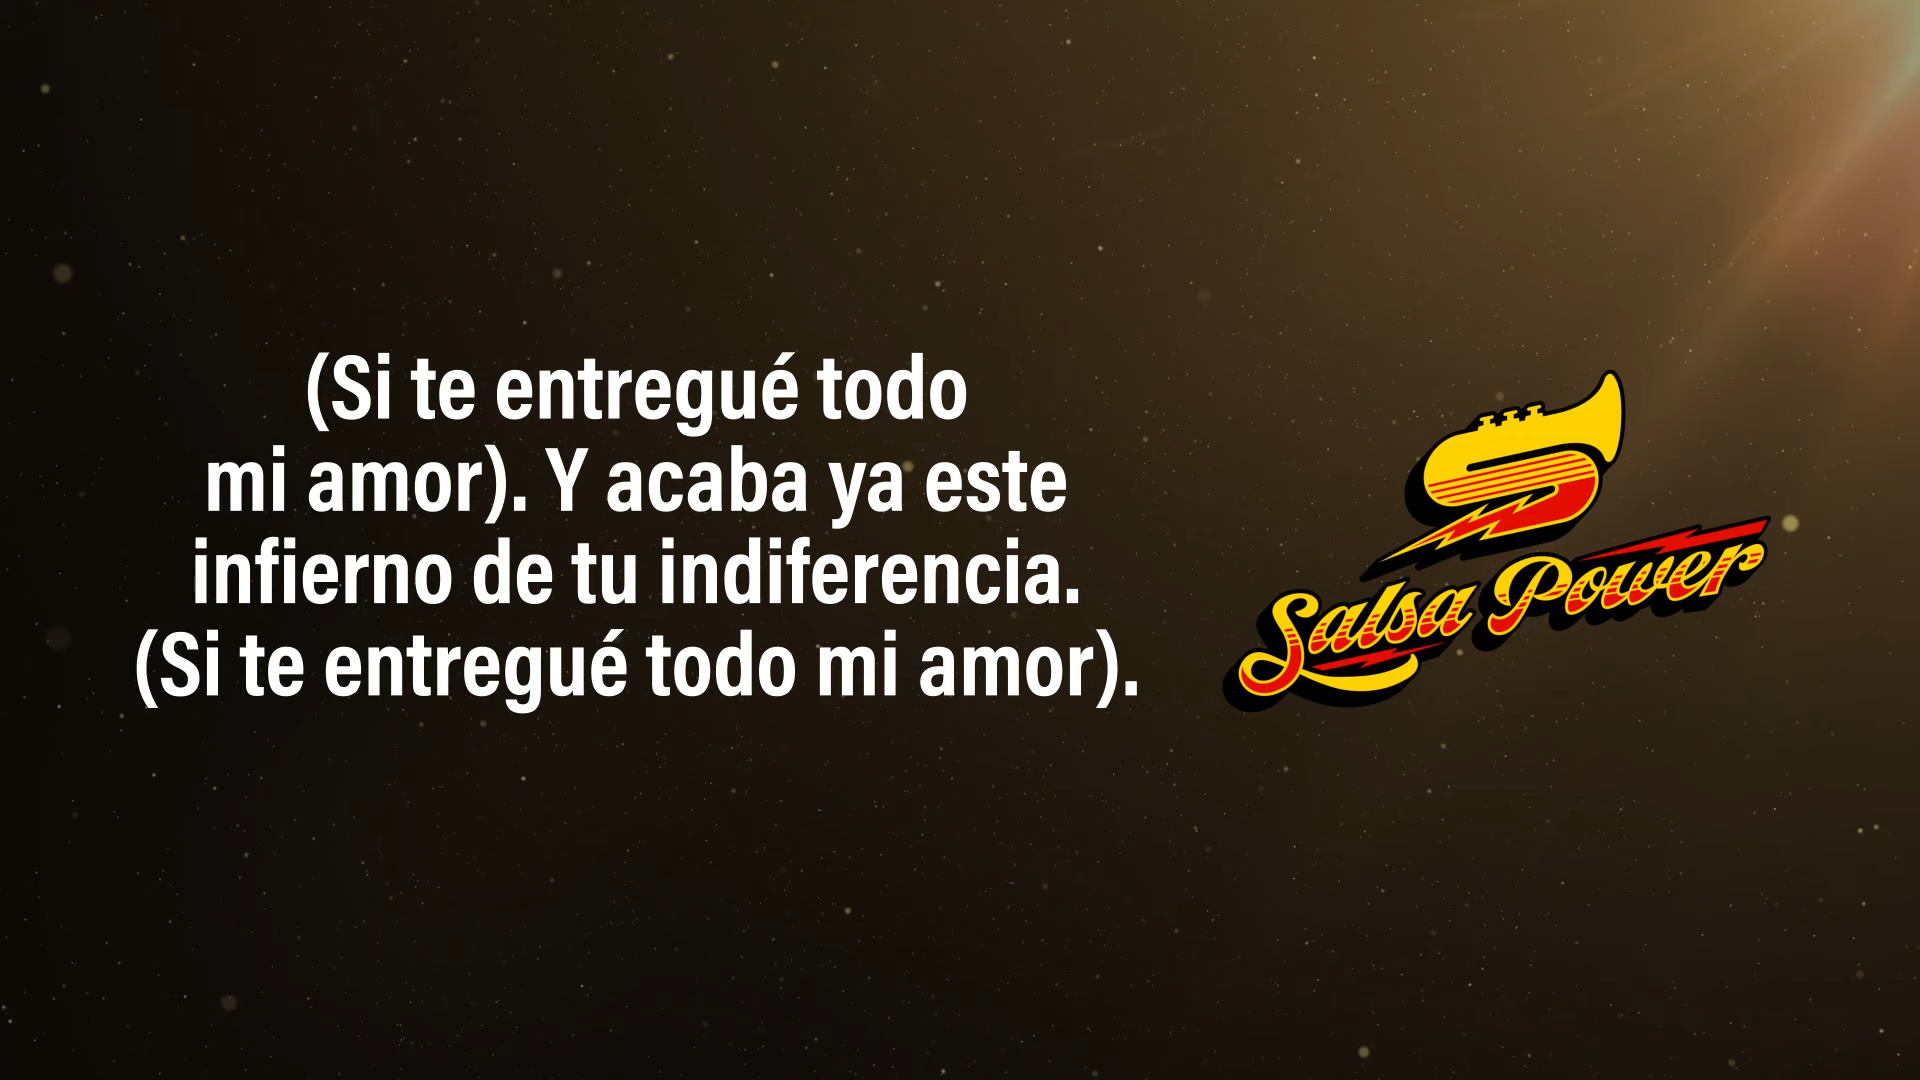 (Si te entregué todo
mi amor). Y acaba ya este
infierno de tu indiferencia.
(Si te entregué todo mi amor).
Salsa Power